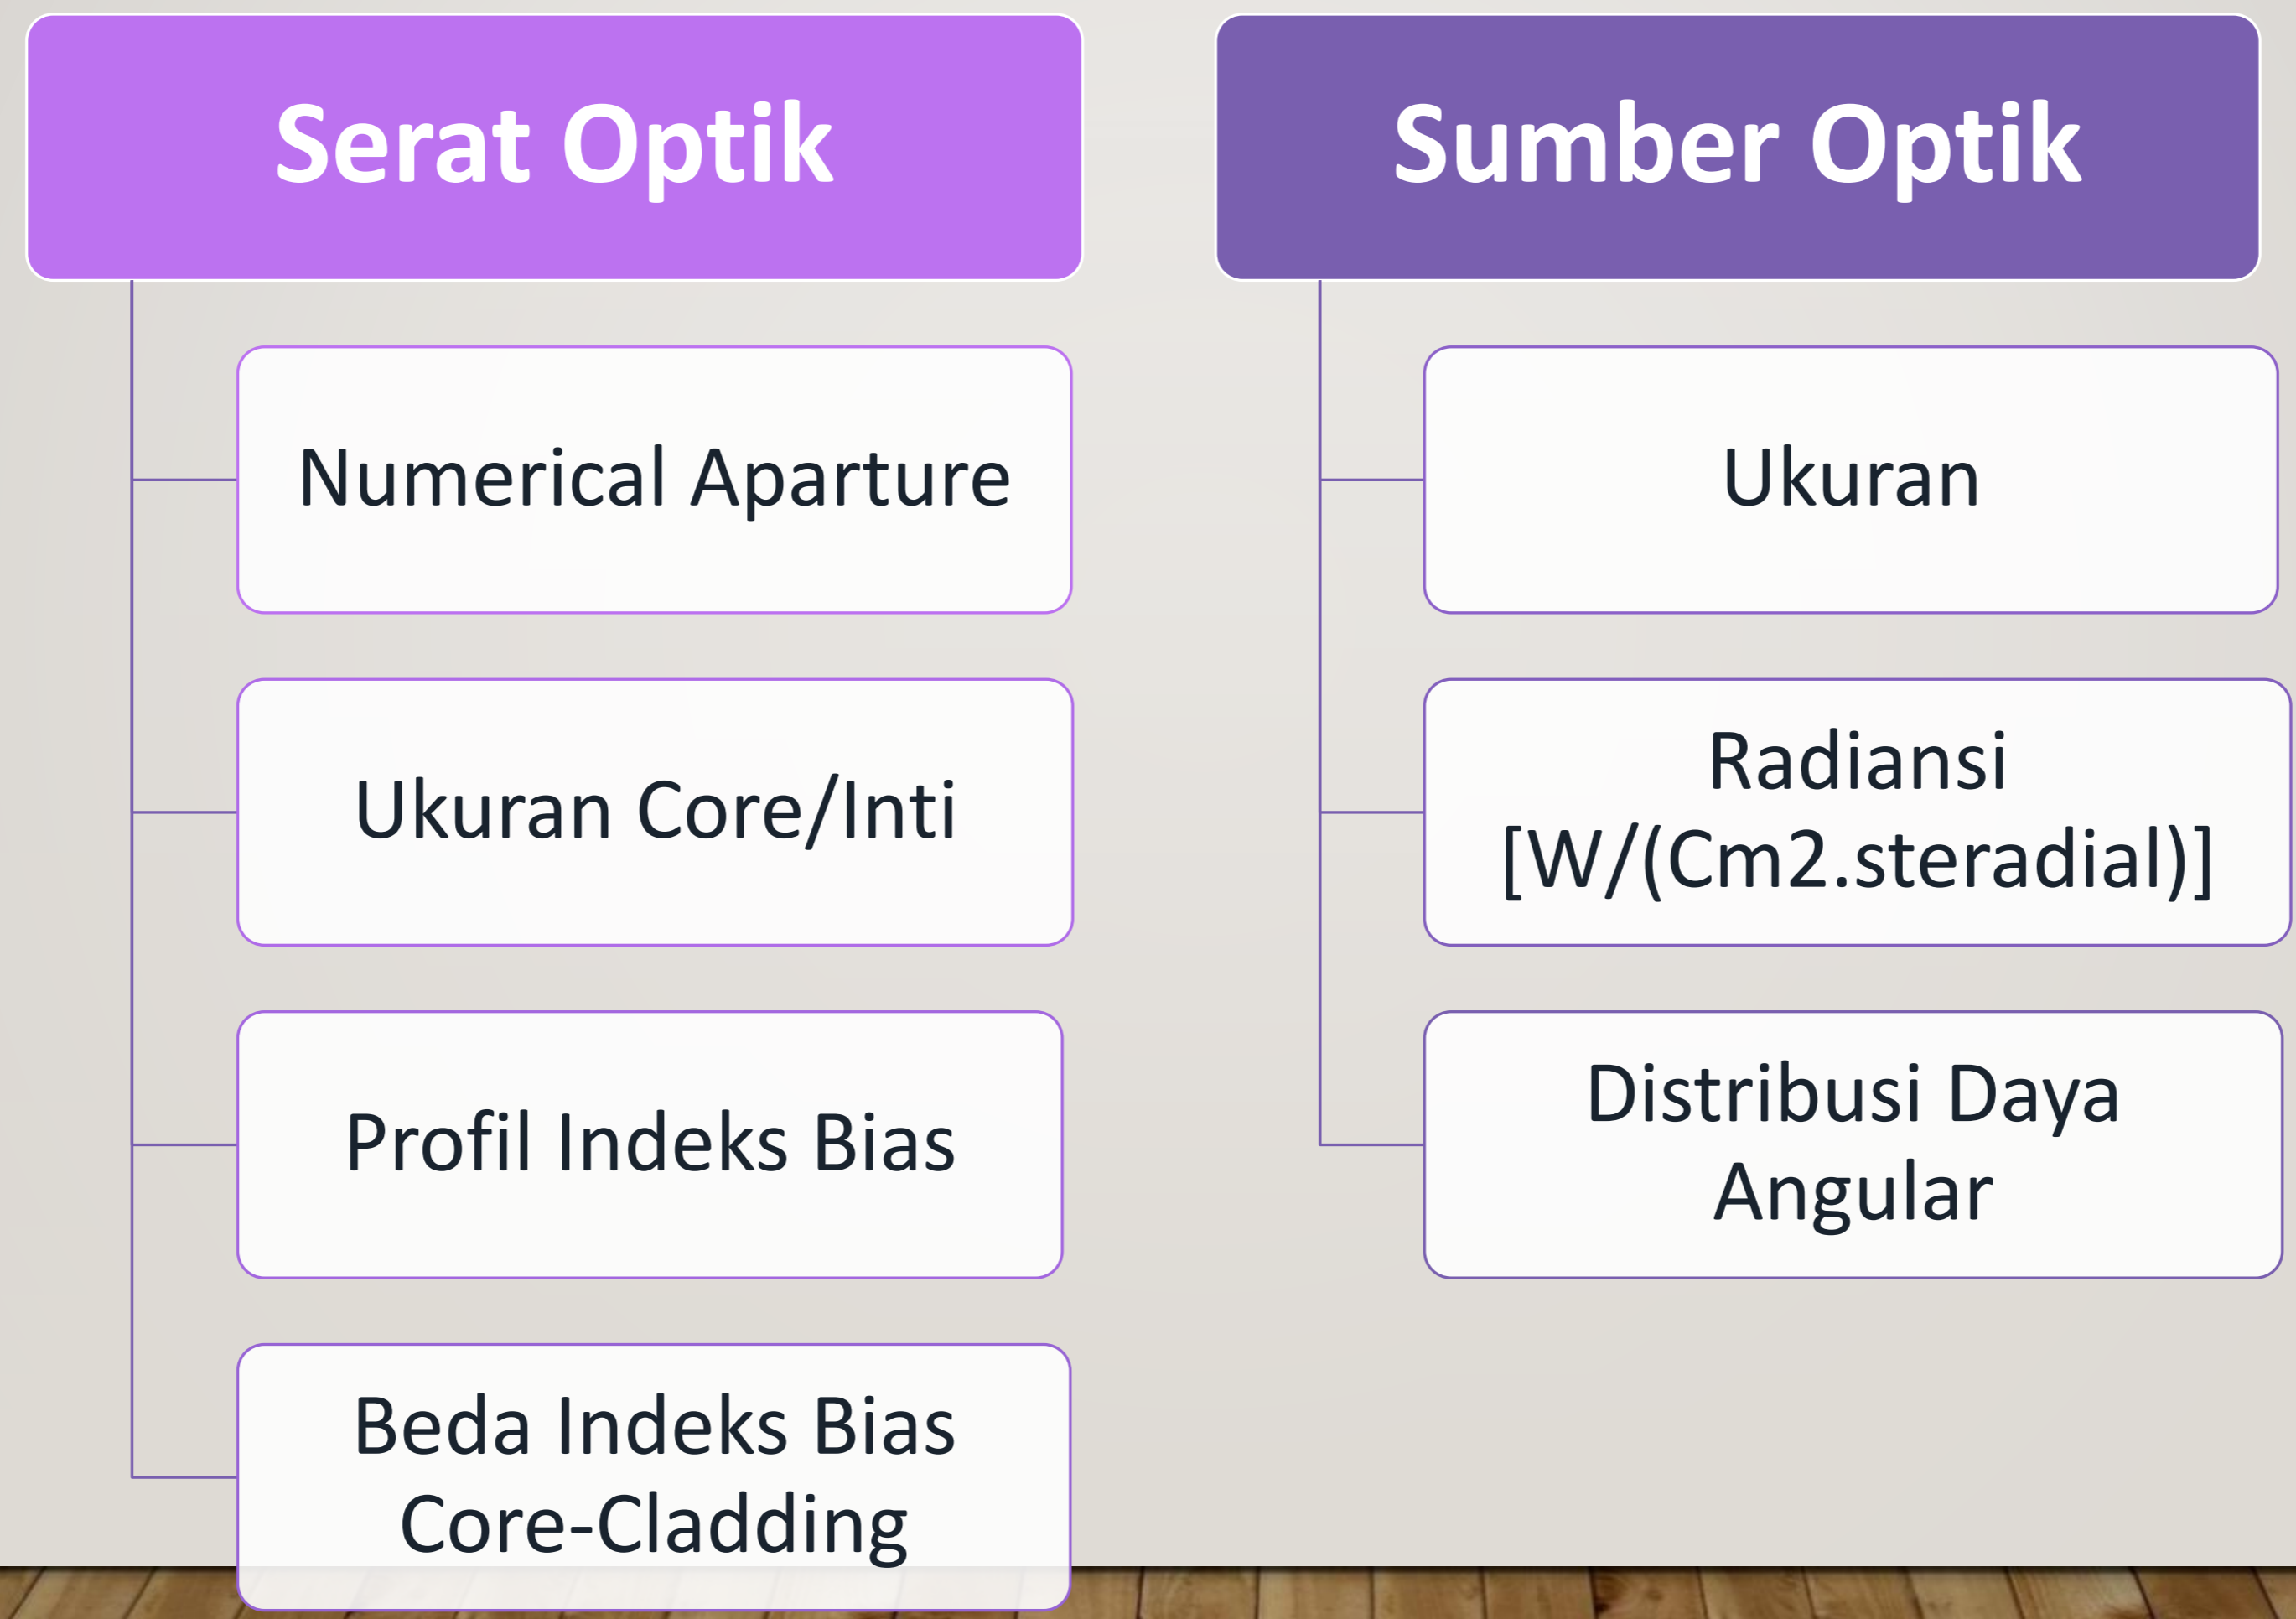 Serat Optik
Numerical Aparture
Ukuran Core/Inti
Profil Indeks Bias
Beda Indeks Bias
Core-Cladding
Sumber Optik
Ukuran
Radiansi
[W/(Cm2.steradial)]
Distribusi Daya
Angular